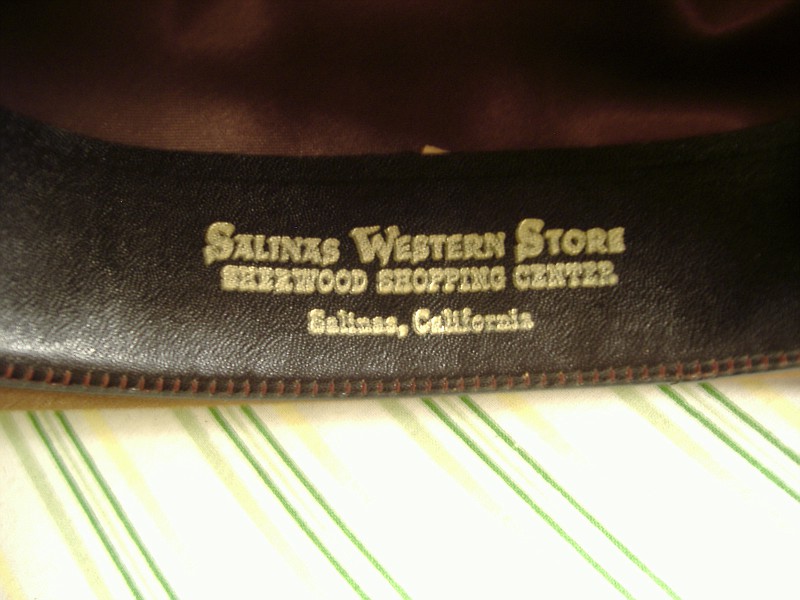 Salinas Western Store
SHERWOOD SHOPPING CENTER
Salinas, California